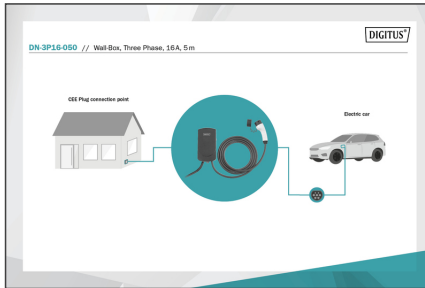 DIGITUS®
DN-3P16-050 // Wall-Box, Three Phase, 16A, 5 m
CEE Plug connection point
Electric car